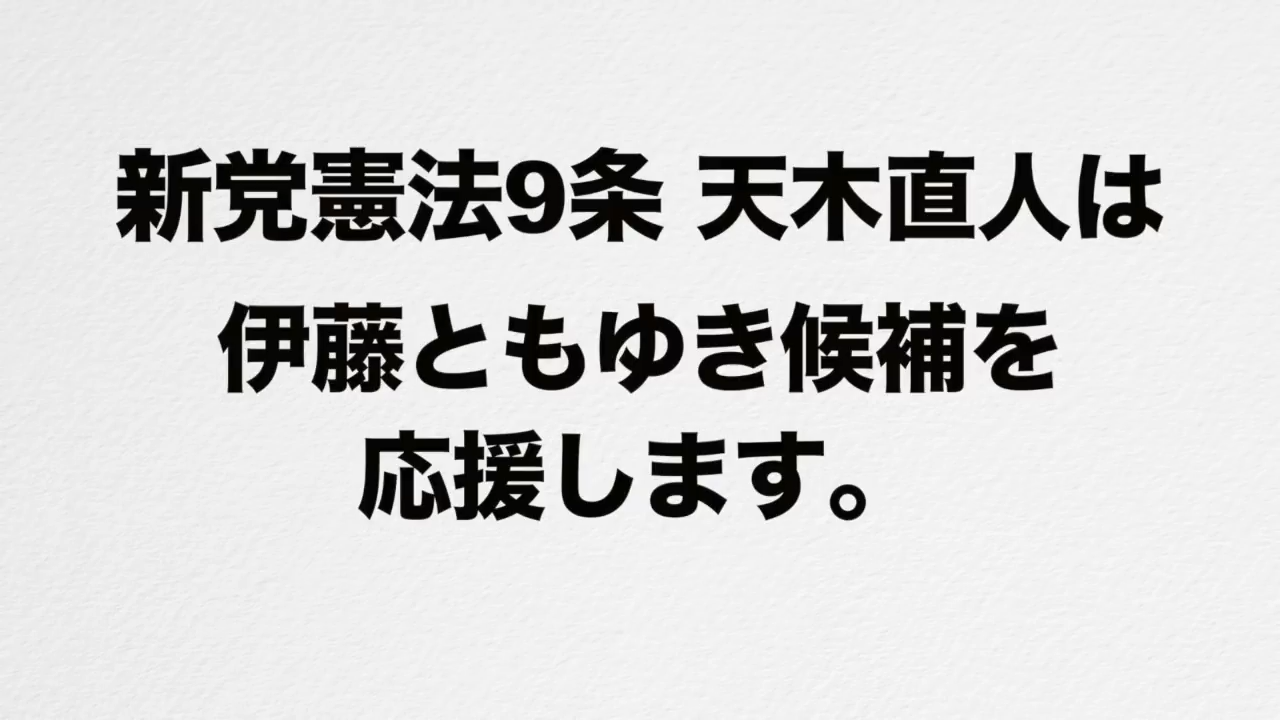 新党憲法9条 天木直人は
伊藤ともゆき候補を
応援します。